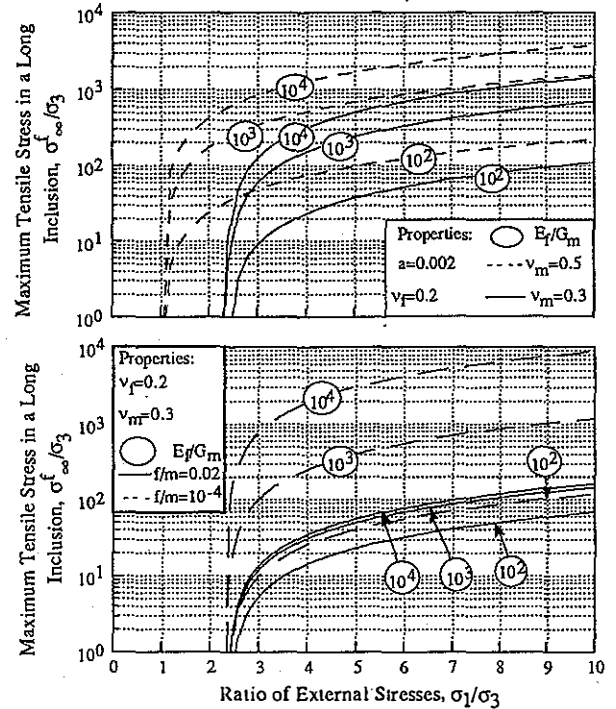 Maximum Tensile Stress in a Long
Inclusion, σ^f_∞/σ_3
10^4
10^3
10^2
10^1
10^0
10^4
10^3
10^4
10^3
10^2
10^2
Properties: E_f/G_m
a=0.002 ---- ν_m=0.5
ν_f=0.2 — ν_m=0.3
Maximum Tensile Stress in a Long
Inclusion, σ^f_∞/σ_3
10^4
10^3
10^2
10^1
10^0
Properties:
ν_f=0.2
ν_m=0.3
E_f/G_m
— f/m=0.02
---- f/m=10^-4
10^4
10^3
10^2
10^4
10^3
10^2
0 1 2 3 4 5 6 7 8 9 10
Ratio of External Stresses, σ_1/σ_3